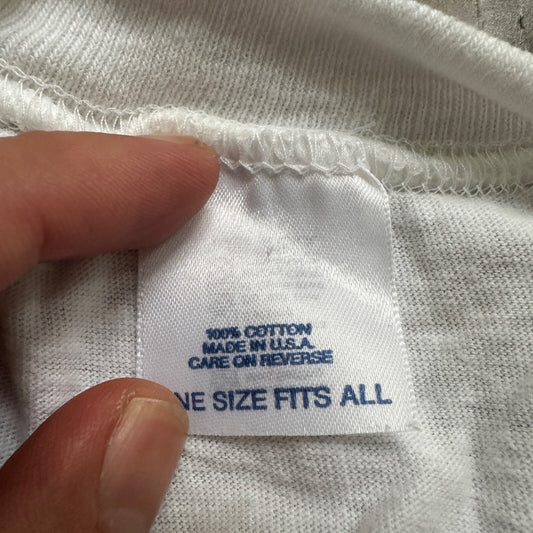 100% COTTON
MADE IN U.S.A.
CARE ON REVERSE
NE SIZE FITS ALL